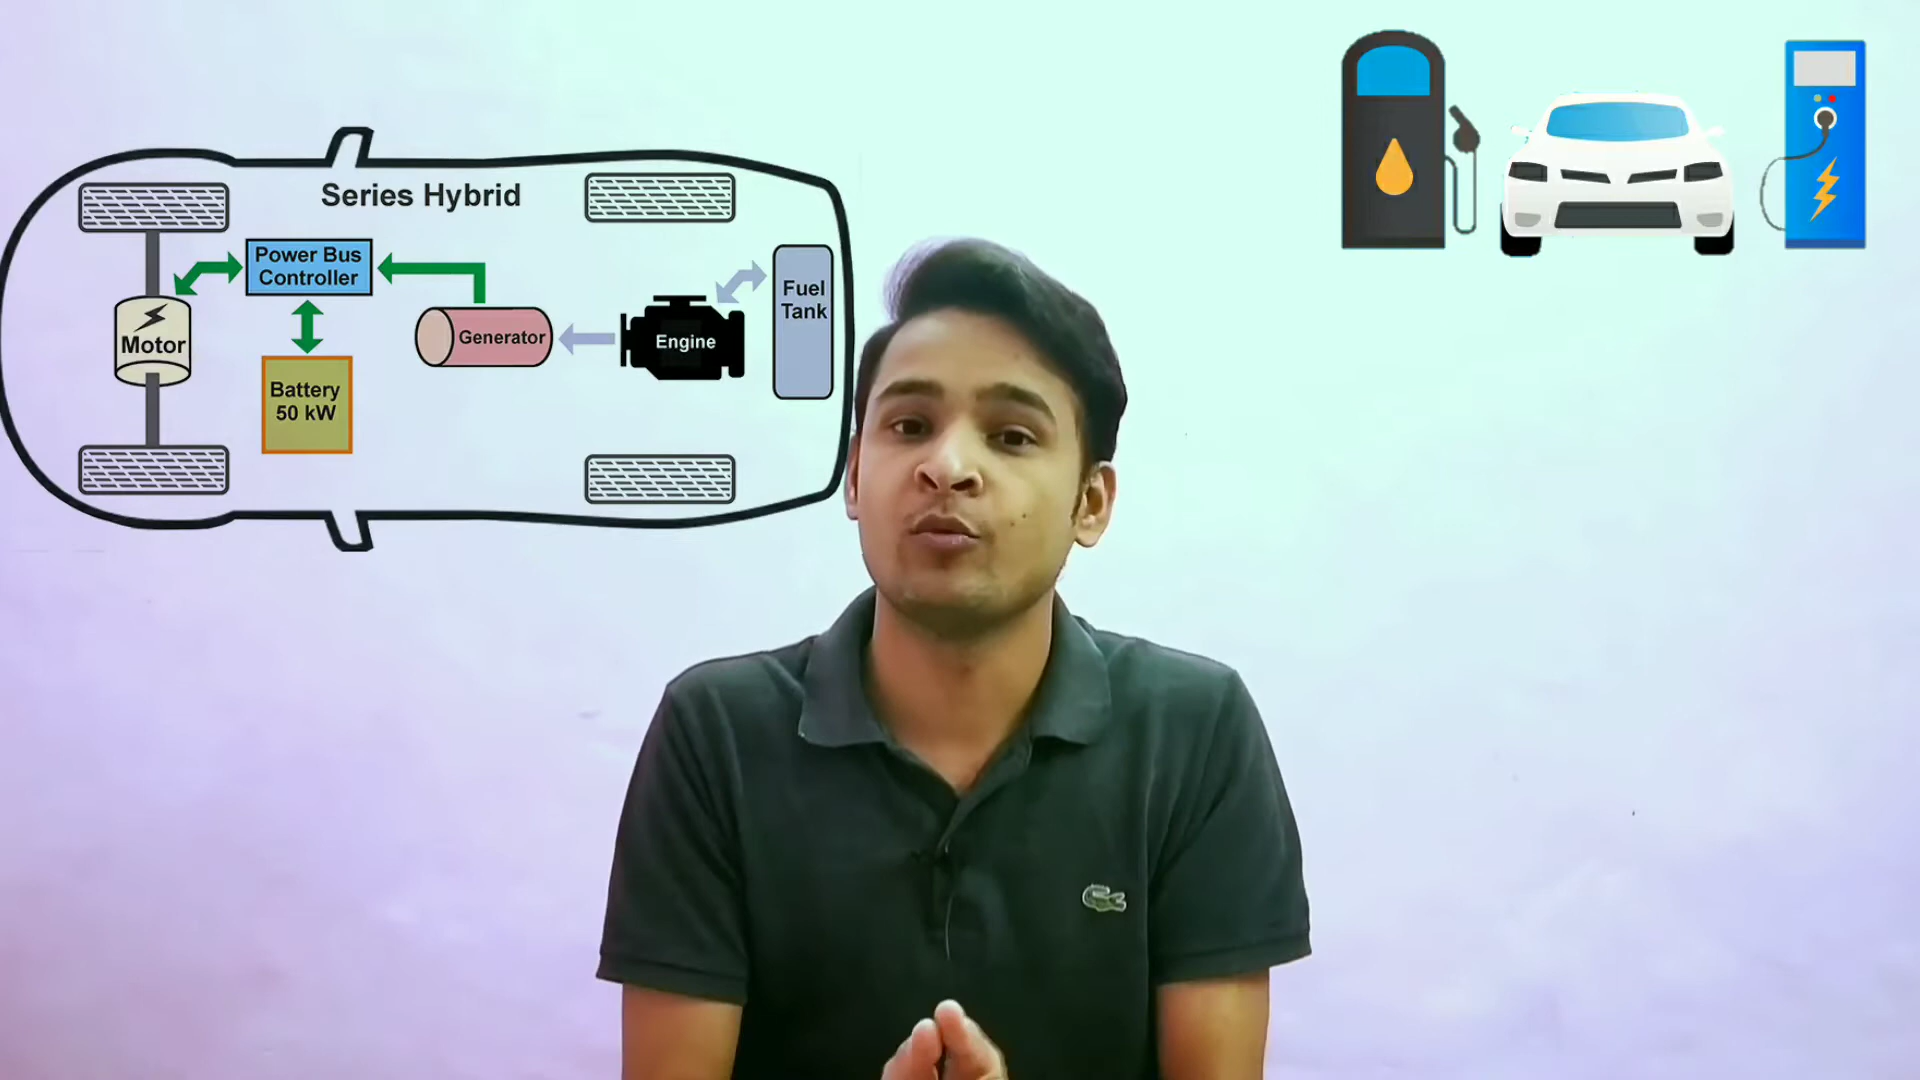 Series Hybrid
Power Bus
Controller
Motor
Battery
50 kW
Generator
Engine
Fuel
Tank